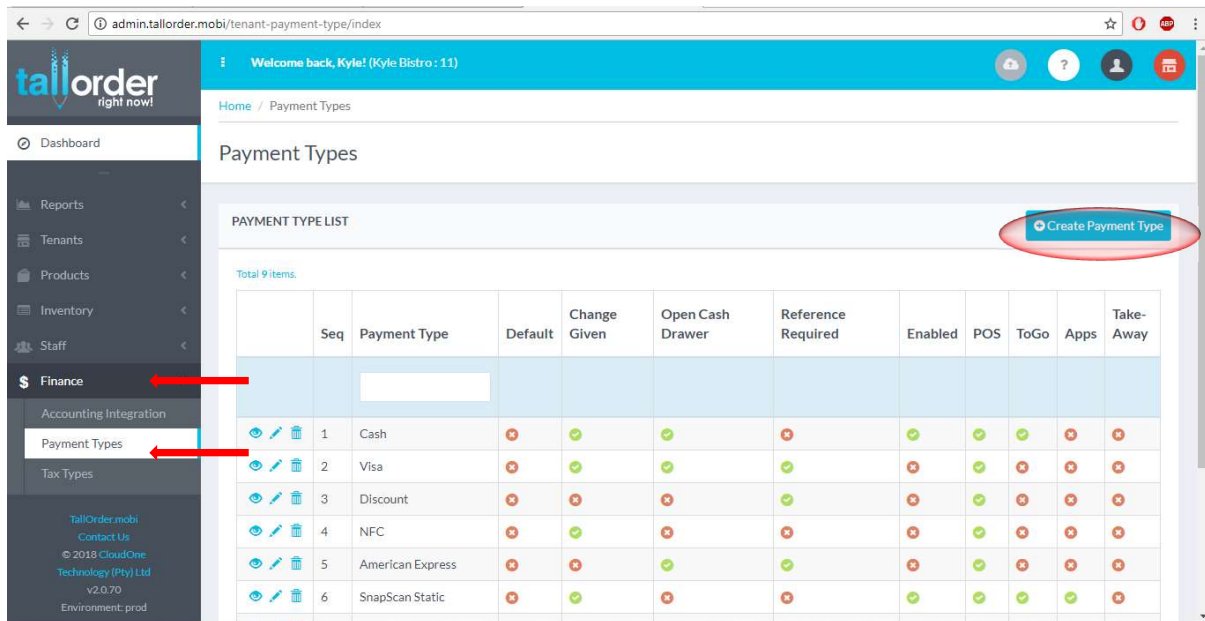 admin.tallorder.mobi/tenant-payment-type/index
ABP
tallorder
right now!
Welcome back, Kyle! (Kyle Bistro : 11)
?
Home / Payment Types
Dashboard
Payment Types
Reports
Tenants
Products
Inventory
Staff
$ Finance
Accounting Integration
Payment Types
Tax Types
TallOrder.mobi
Contact Us
© 2018 CloudOne
Technology (Pty) Ltd
v2.0.70
Environment: prod
PAYMENT TYPE LIST
Create Payment Type
Total 9 items.
Seq Payment Type Default Change Given Open Cash Drawer Reference Required Enabled POS ToGo Apps Take-Away
1 Cash
2 Visa
3 Discount
4 NFC
5 American Express
6 SnapScan Static